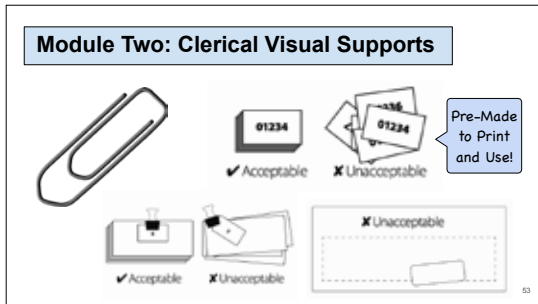 Module Two: Clerical Visual Supports
01234
✔ Acceptable
01234
✘ Unacceptable
Pre-Made
to Print
and Use!
✔ Acceptable
✘ Unacceptable
✘ Unacceptable
53